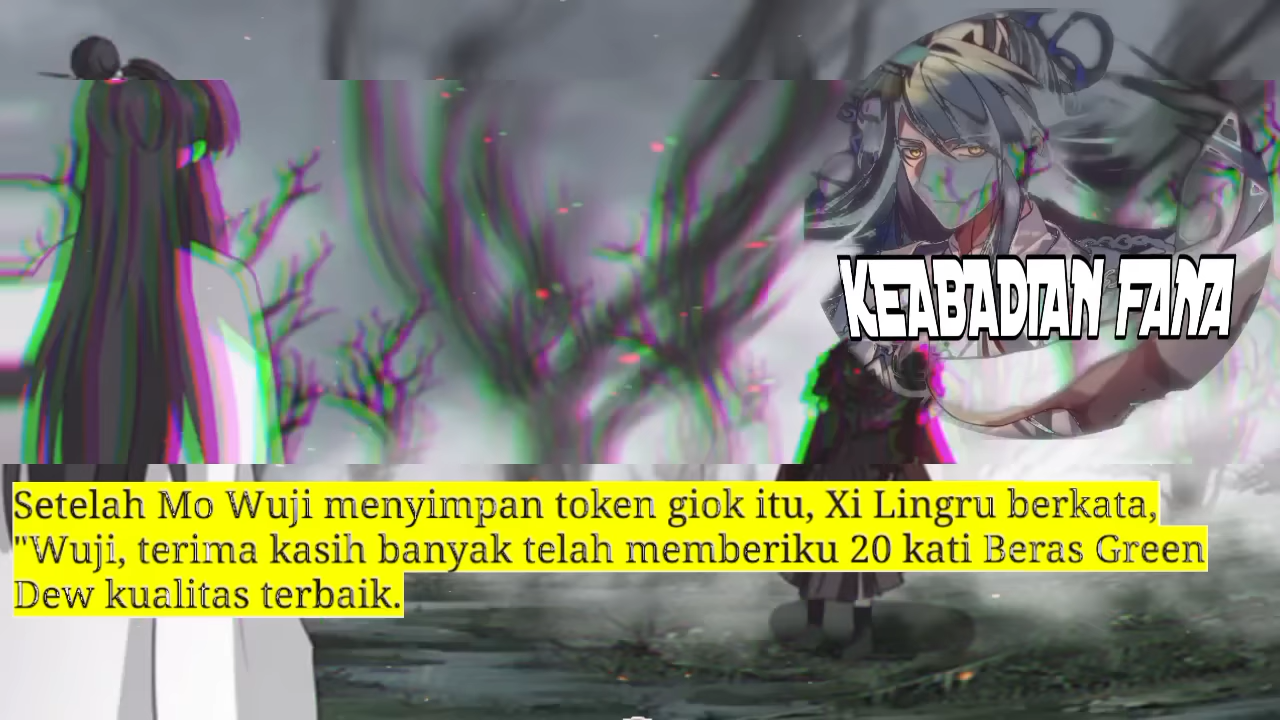 KEABADIAN FANA
Setelah Mo Wuji menyimpan token giok itu, Xi Lingru berkata,
"Wuji, terima kasih banyak telah memberiku 20 kati Beras Green
Dew kualitas terbaik.